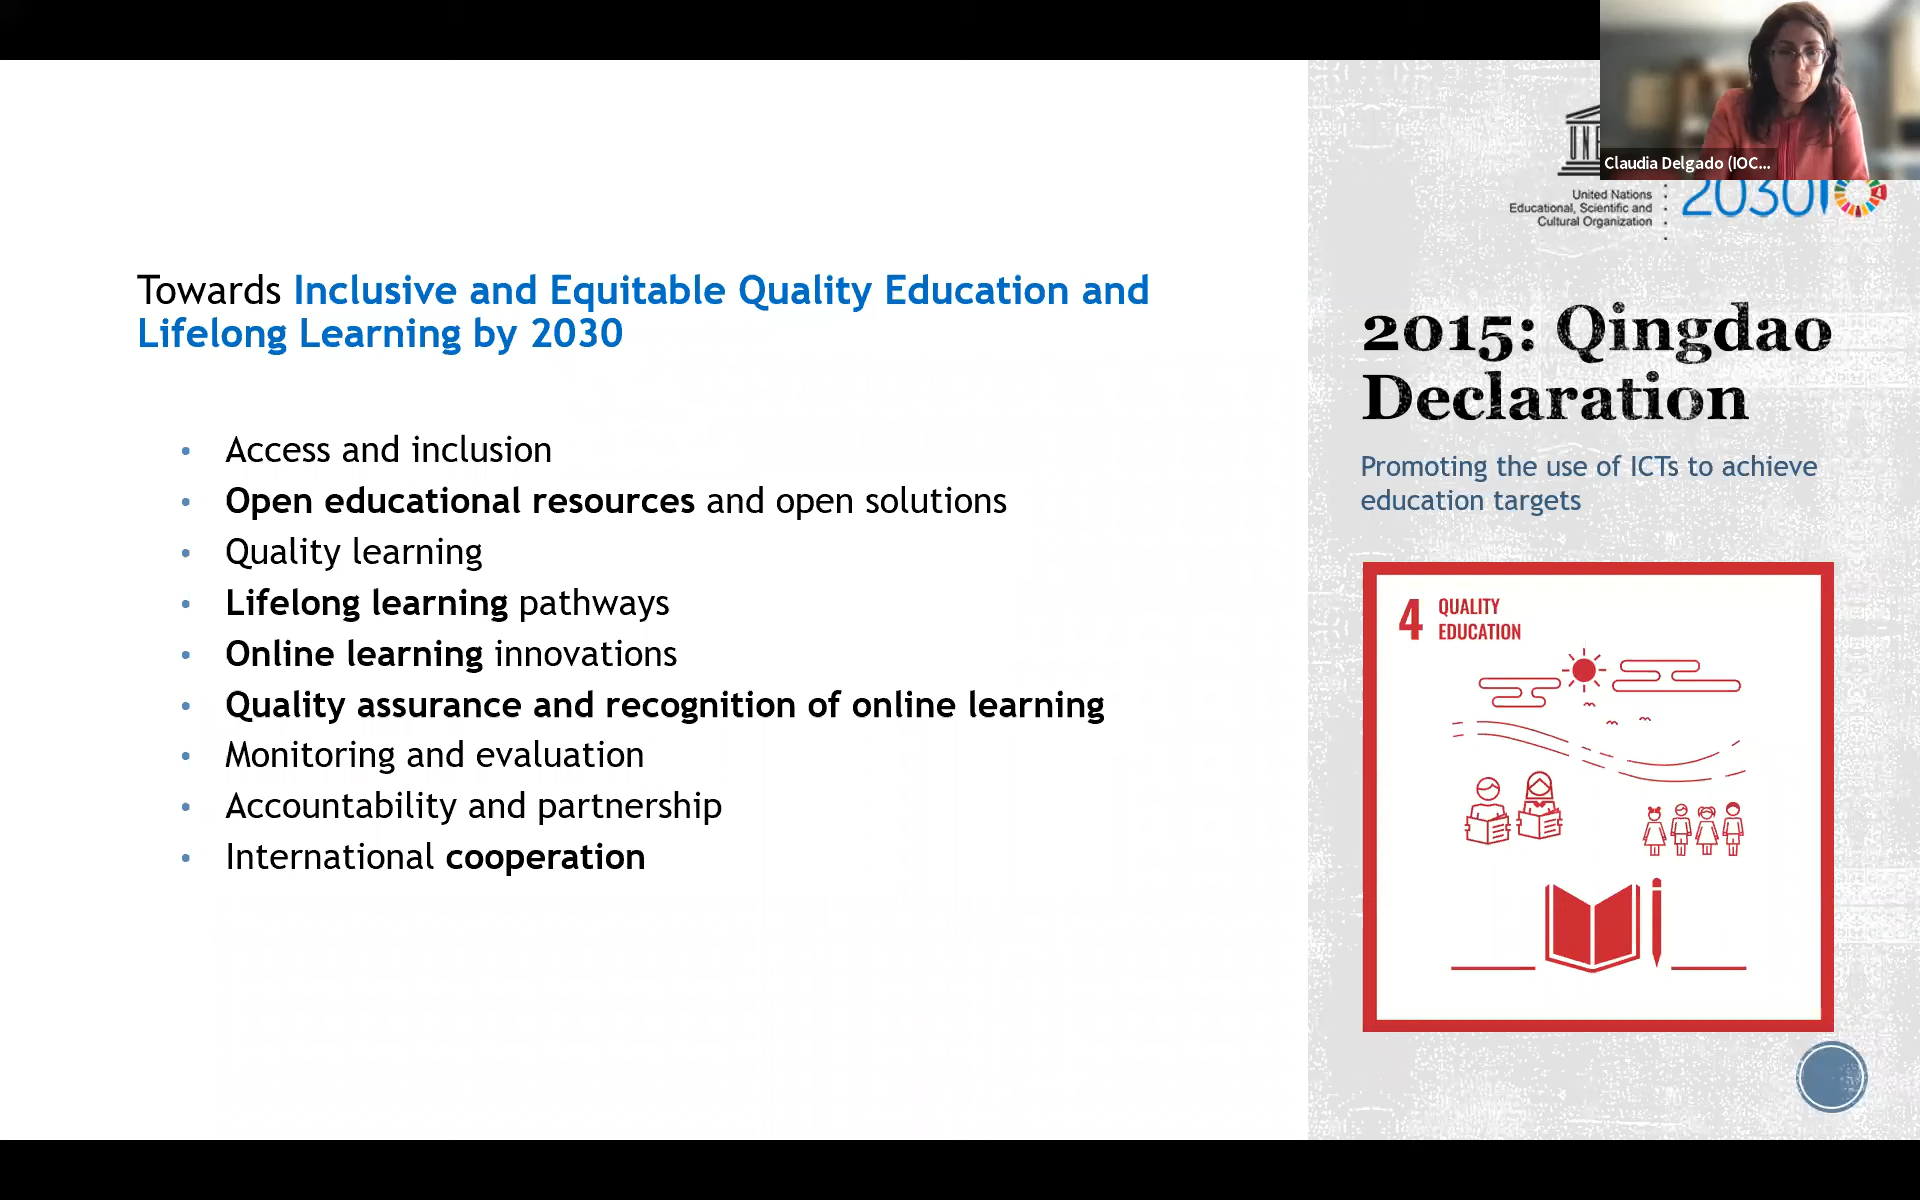 Towards Inclusive and Equitable Quality Education and
Lifelong Learning by 2030
• Access and inclusion
• Open educational resources and open solutions
• Quality learning
• Lifelong learning pathways
• Online learning innovations
• Quality assurance and recognition of online learning
• Monitoring and evaluation
• Accountability and partnership
• International cooperation
Claudia Delgado (IOC...
United Nations
Educational, Scientific and
Cultural Organization
2030
2015: Qingdao
Declaration
Promoting the use of ICTs to achieve
education targets
4 QUALITY
EDUCATION